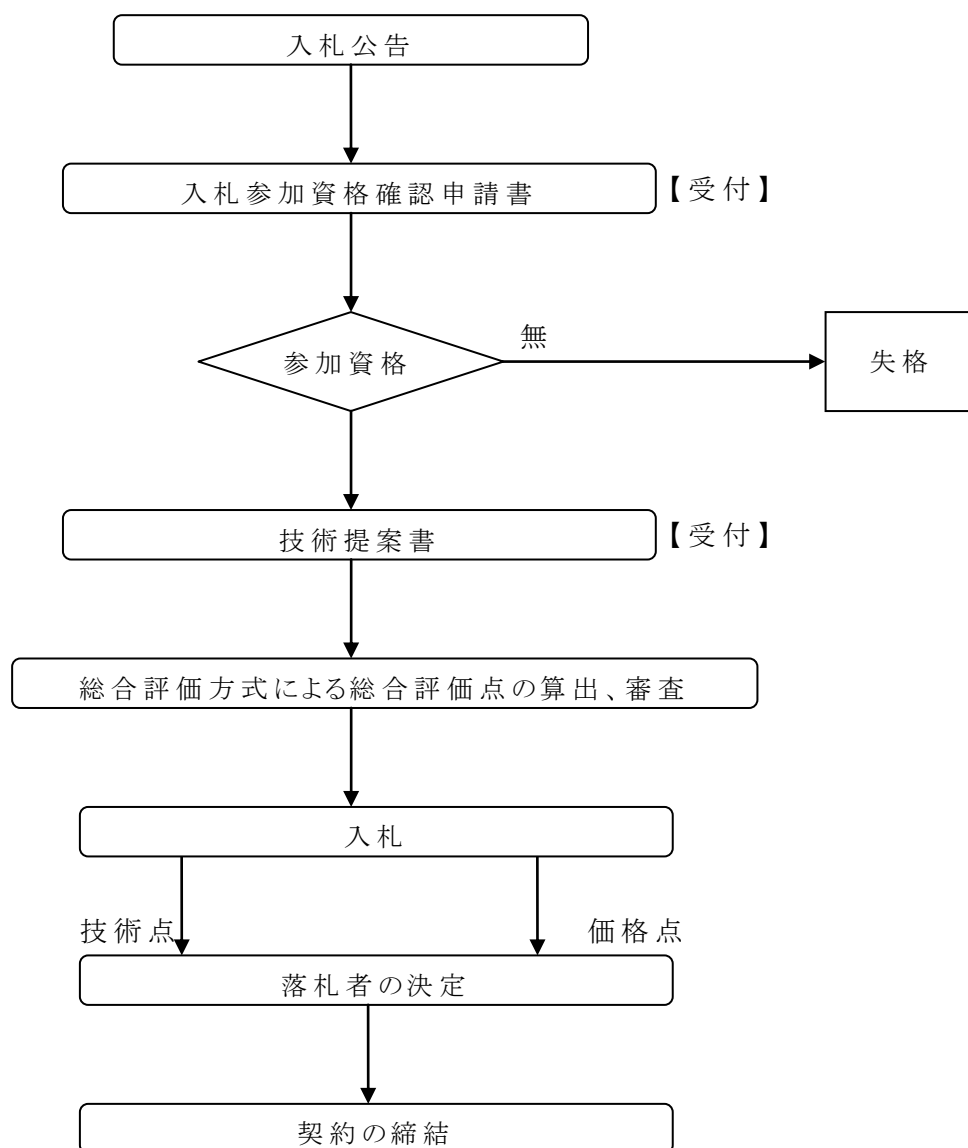 入札公告
入札参加資格確認申請書 【受付】
無
参加資格
失格
技術提案書 【受付】
総合評価方式による総合評価点の算出、審査
入札
技術点 価格点
落札者の決定
契約の締結